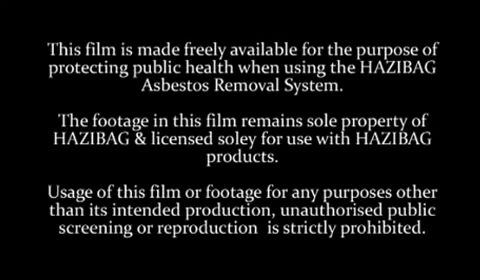 This film is made freely available for the purpose of
protecting public health when using the HAZIBAG
Asbestos Removal System.
The footage in this film remains sole property of
HAZIBAG & licensed soley for use with HAZIBAG
products.
Usage of this film or footage for any purposes other
than its intended production, unauthorised public
screening or reproduction  is strictly prohibited.